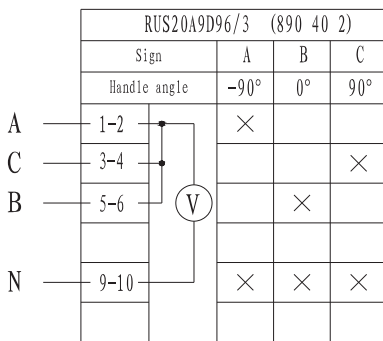 RUS20A9D96/3 (890 40 2)
Sign A B C
Handle angle -90° 0° 90°
A 1-2 ×
C 3-4 ×
B 5-6 ×
V
N 9-10 × × ×